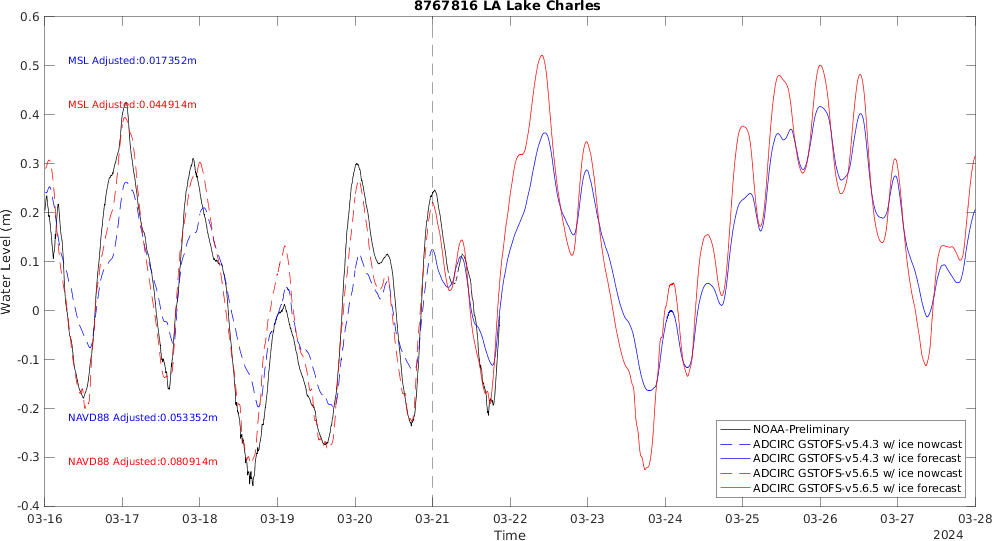 8767816 LA Lake Charles
0.6
0.5
0.4
0.3
0.2
0.1
0
-0.1
-0.2
-0.3
-0.4
Water Level (m)
MSL Adjusted:0.017352m
MSL Adjusted:0.044914m
NAVD88 Adjusted:0.053352m
NAVD88 Adjusted:0.080914m
NOAA-Preliminary
ADCIRC GSTOFS-v5.4.3 w/ ice nowcast
ADCIRC GSTOFS-v5.4.3 w/ ice forecast
ADCIRC GSTOFS-v5.6.5 w/ ice nowcast
ADCIRC GSTOFS-v5.6.5 w/ ice forecast
03-16 03-17 03-18 03-19 03-20 03-21 03-22 03-23 03-24 03-25 03-26 03-27 03-28
Time
2024